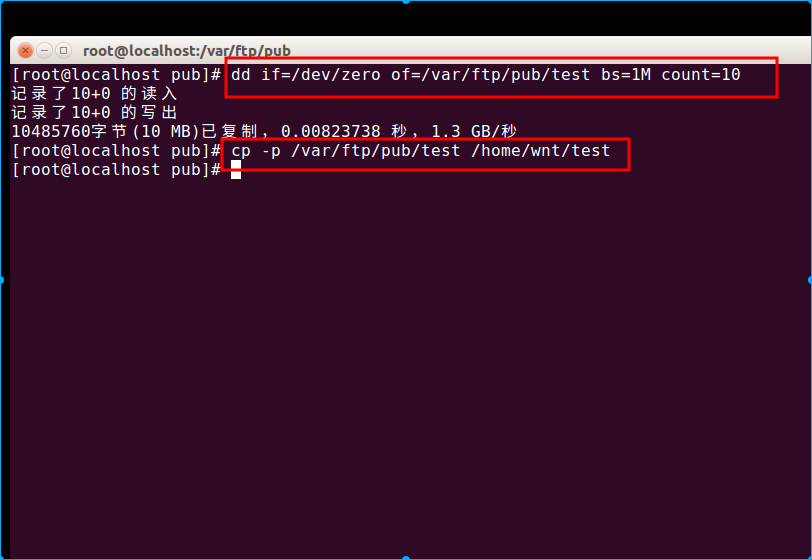 root@localhost:/var/ftp/pub
[root@localhost pub]# dd if=/dev/zero of=/var/ftp/pub/test bs=1M count=10
记录了10+0 的读入
记录了10+0 的写出
10485760字节(10 MB)已复制，0.00823738 秒，1.3 GB/秒
[root@localhost pub]# cp -p /var/ftp/pub/test /home/wnt/test
[root@localhost pub]#